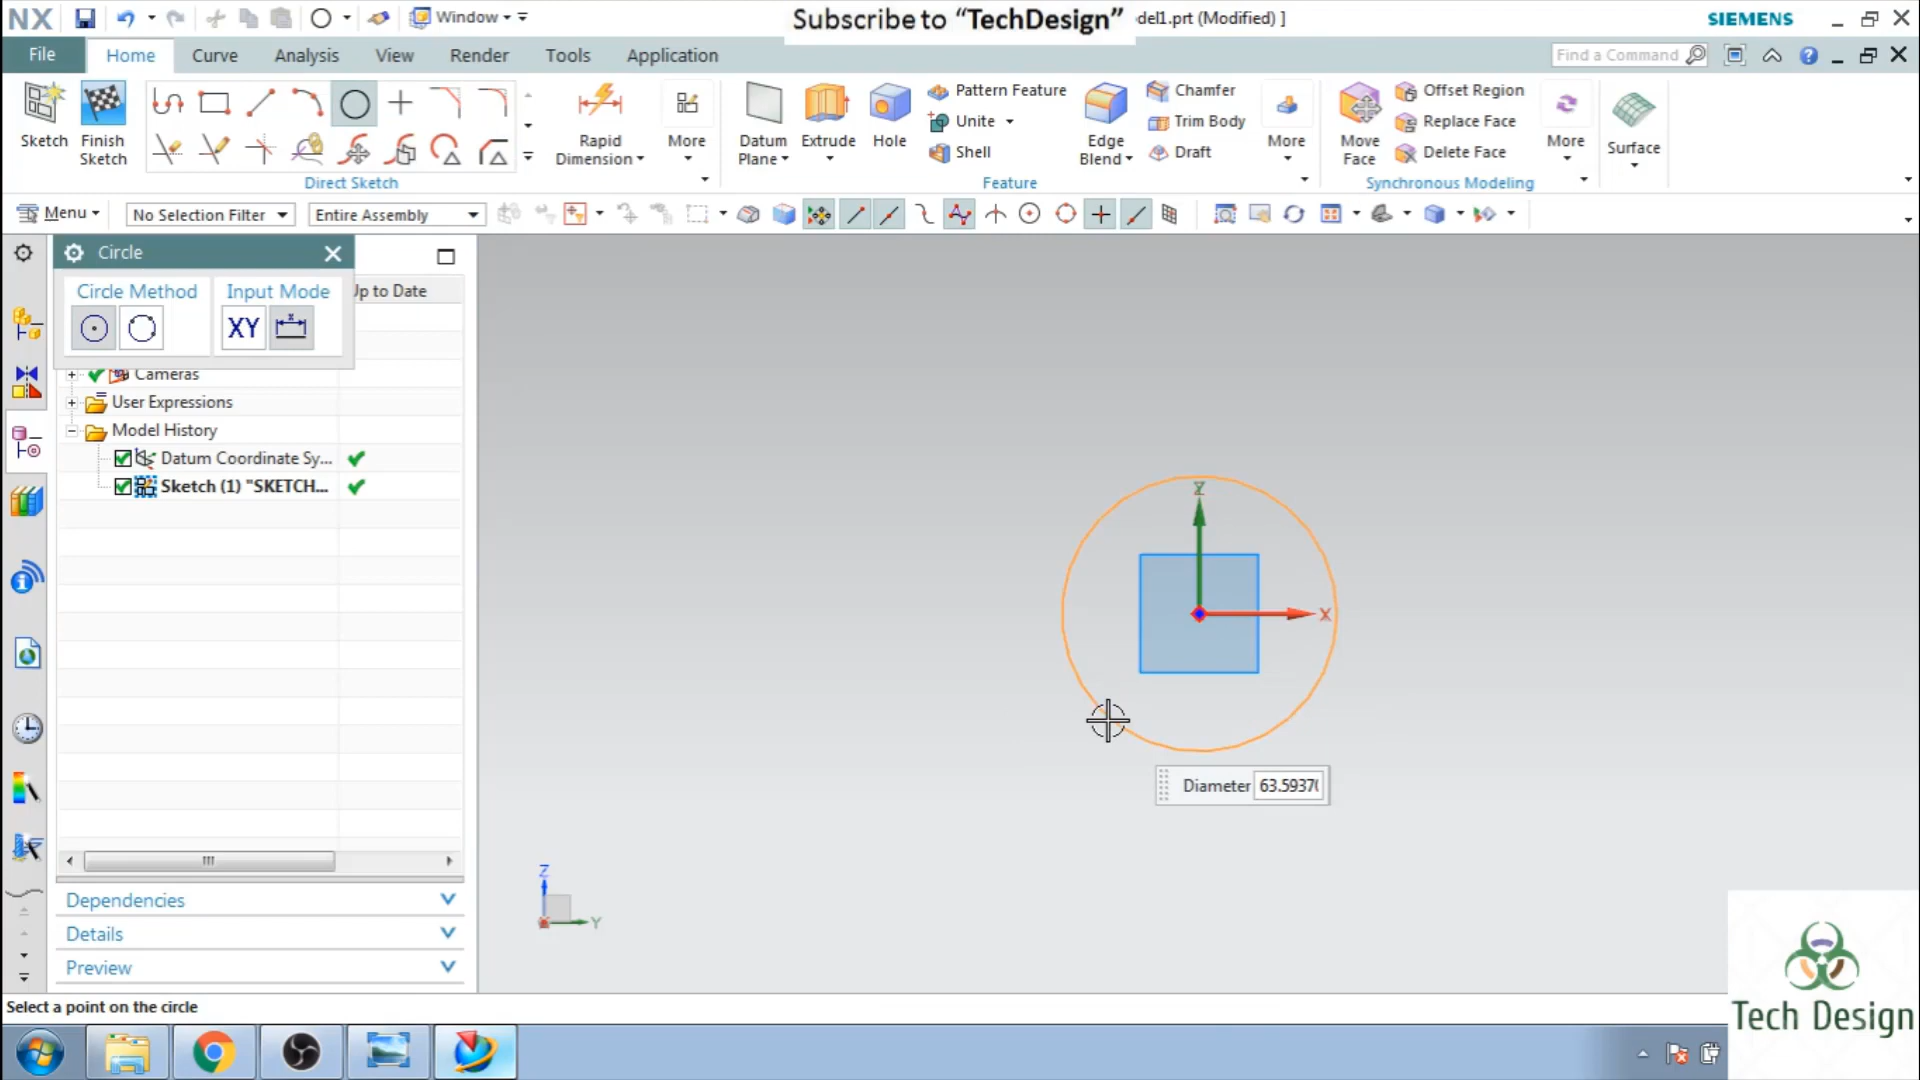 NX
Window
Subscribe to “TechDesign”
del1.prt (Modified) ]
SIEMENS
File
Home
Curve
Analysis
View
Render
Tools
Application
Find a Command
Sketch
Finish
Sketch
Direct Sketch
Rapid
Dimension
More
Datum
Plane
Extrude
Hole
Pattern Feature
Unite
Shell
Edge
Blend
Chamfer
Trim Body
Draft
More
Feature
Move
Face
Offset Region
Replace Face
Delete Face
More
Synchronous Modeling
Surface
Menu
No Selection Filter
Entire Assembly
Circle
Circle Method
Input Mode
XY
Up to Date
Cameras
User Expressions
Model History
Datum Coordinate Sy...
Sketch (1) "SKETCH...
Z
X
Diameter 63.5937
Z
Y
Dependencies
Details
Preview
Select a point on the circle
Tech Design